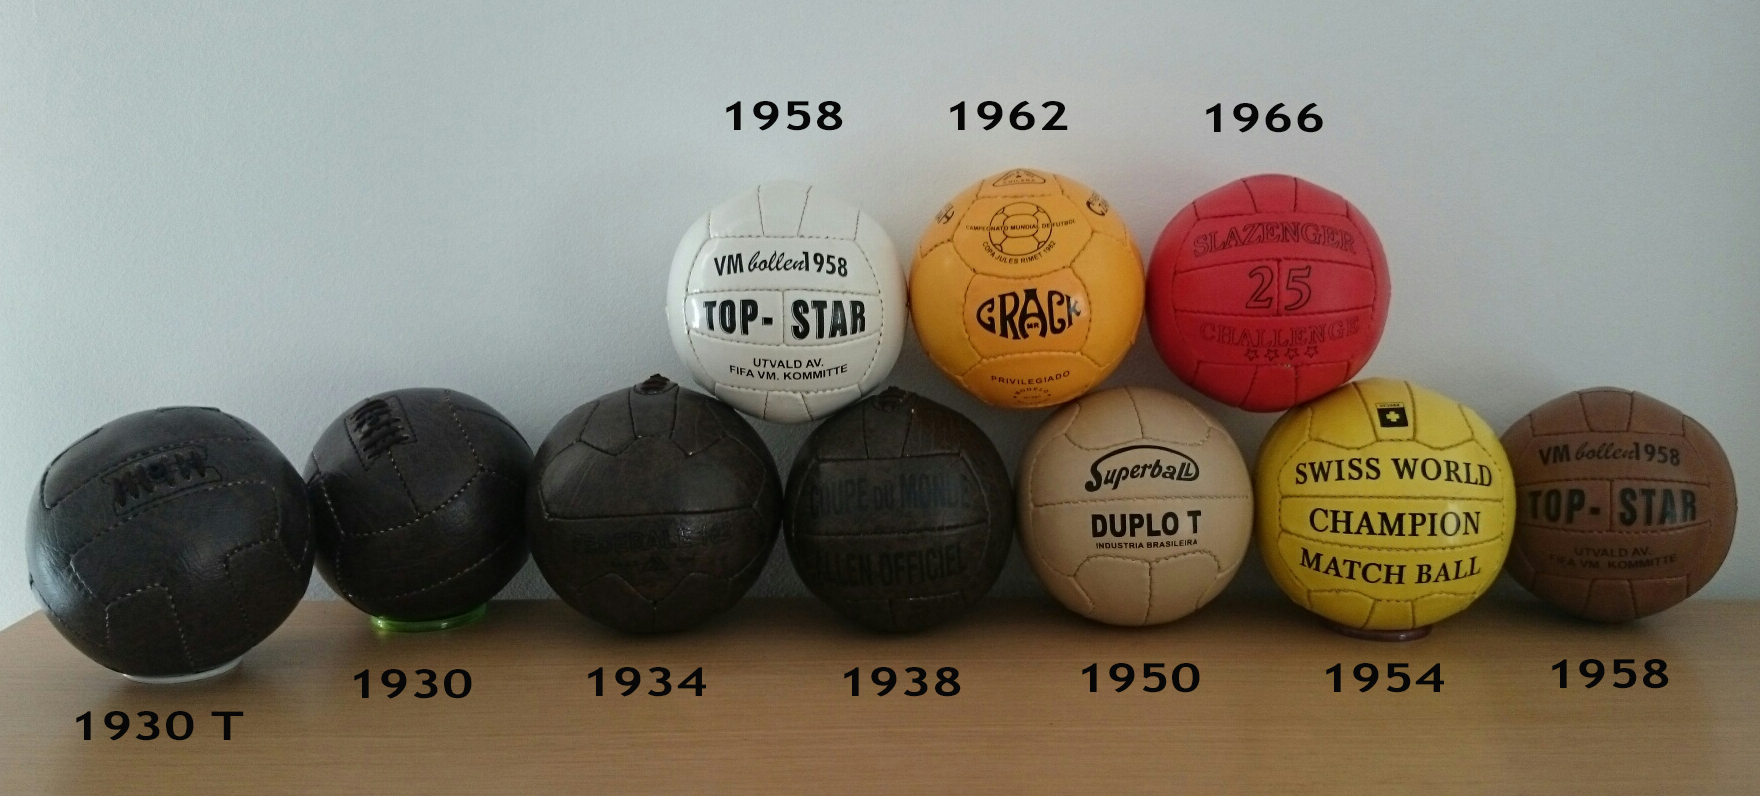 1958
1962
1966
VM bollen 1958
TOP- STAR
UTVALD AV.
FIFA VM. KOMMITTE
CAMPEONATO MUNDIAL DE FUTBOL
COPA JULES RIMET 1962
CRACK
PRIVILEGIADO
SLAZENGER
25
CHALLENGE
COUPE DU MONDE
OFFICIEL
Superball
DUPLO T
INDUSTRIA BRASILEIRA
SWISS WORLD
CHAMPION
MATCH BALL
VM bollen 1958
TOP- STAR
UTVALD AV.
FIFA VM. KOMMITTE
1930 T
1930
1934
1938
1950
1954
1958